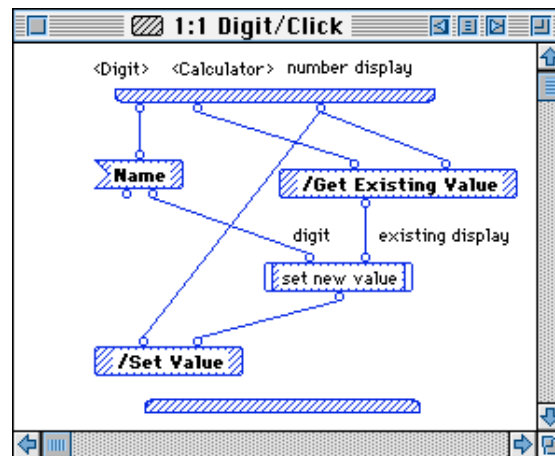 1:1 Digit/Click
<Digit> <Calculator> number display
Name
/Get Existing Value
digit existing display
set new value
/Set Value